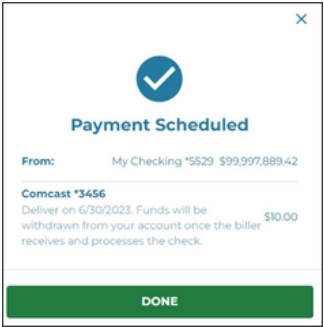 Payment Scheduled
From: My Checking *5529 $99,997,889.42
Comcast *3456
Deliver on 6/30/2023. Funds will be
withdrawn from your account once the biller $10.00
receives and processes the check.
DONE